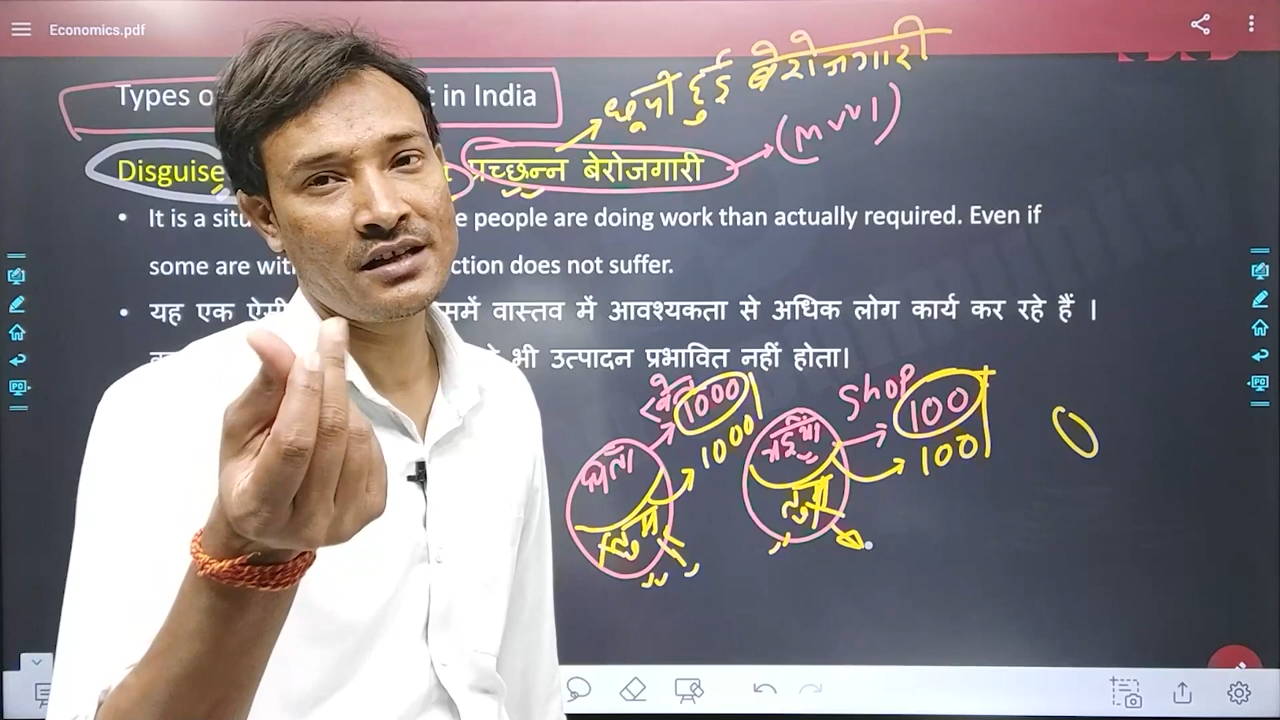 Economics.pdf
Types o in India
छूपी हुई बेरोजगारी
Disguise प्रच्छन्न बेरोजगारी
It is a situ e people are doing work than actually required. Even if
some are wit ction does not suffer.
यह एक ऐसी समें वास्तव में आवश्यकता से अधिक लोग कार्य कर रहे हैं ।
भी उत्पादन प्रभावित नहीं होता।
खेत 1000
1000
Shop 100
100
पिता
तुम
भईया
तुम
0